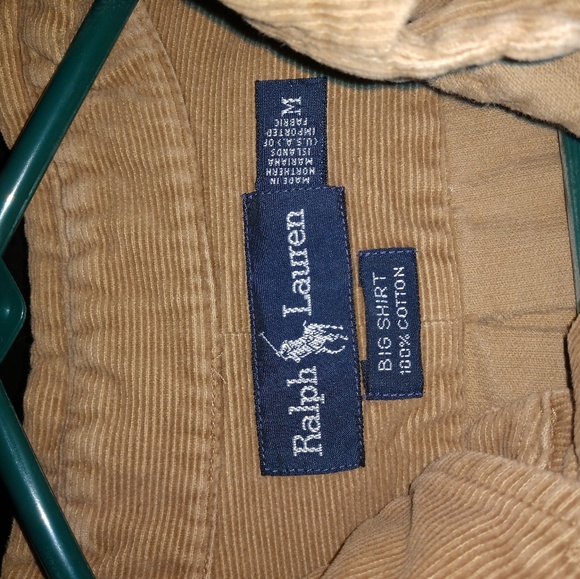 Ralph Lauren
M
MADE IN
NORTHERN
MARIANA
ISLANDS
(U.S.A.) OF
IMPORTED
FABRIC
BIG SHIRT
100% COTTON